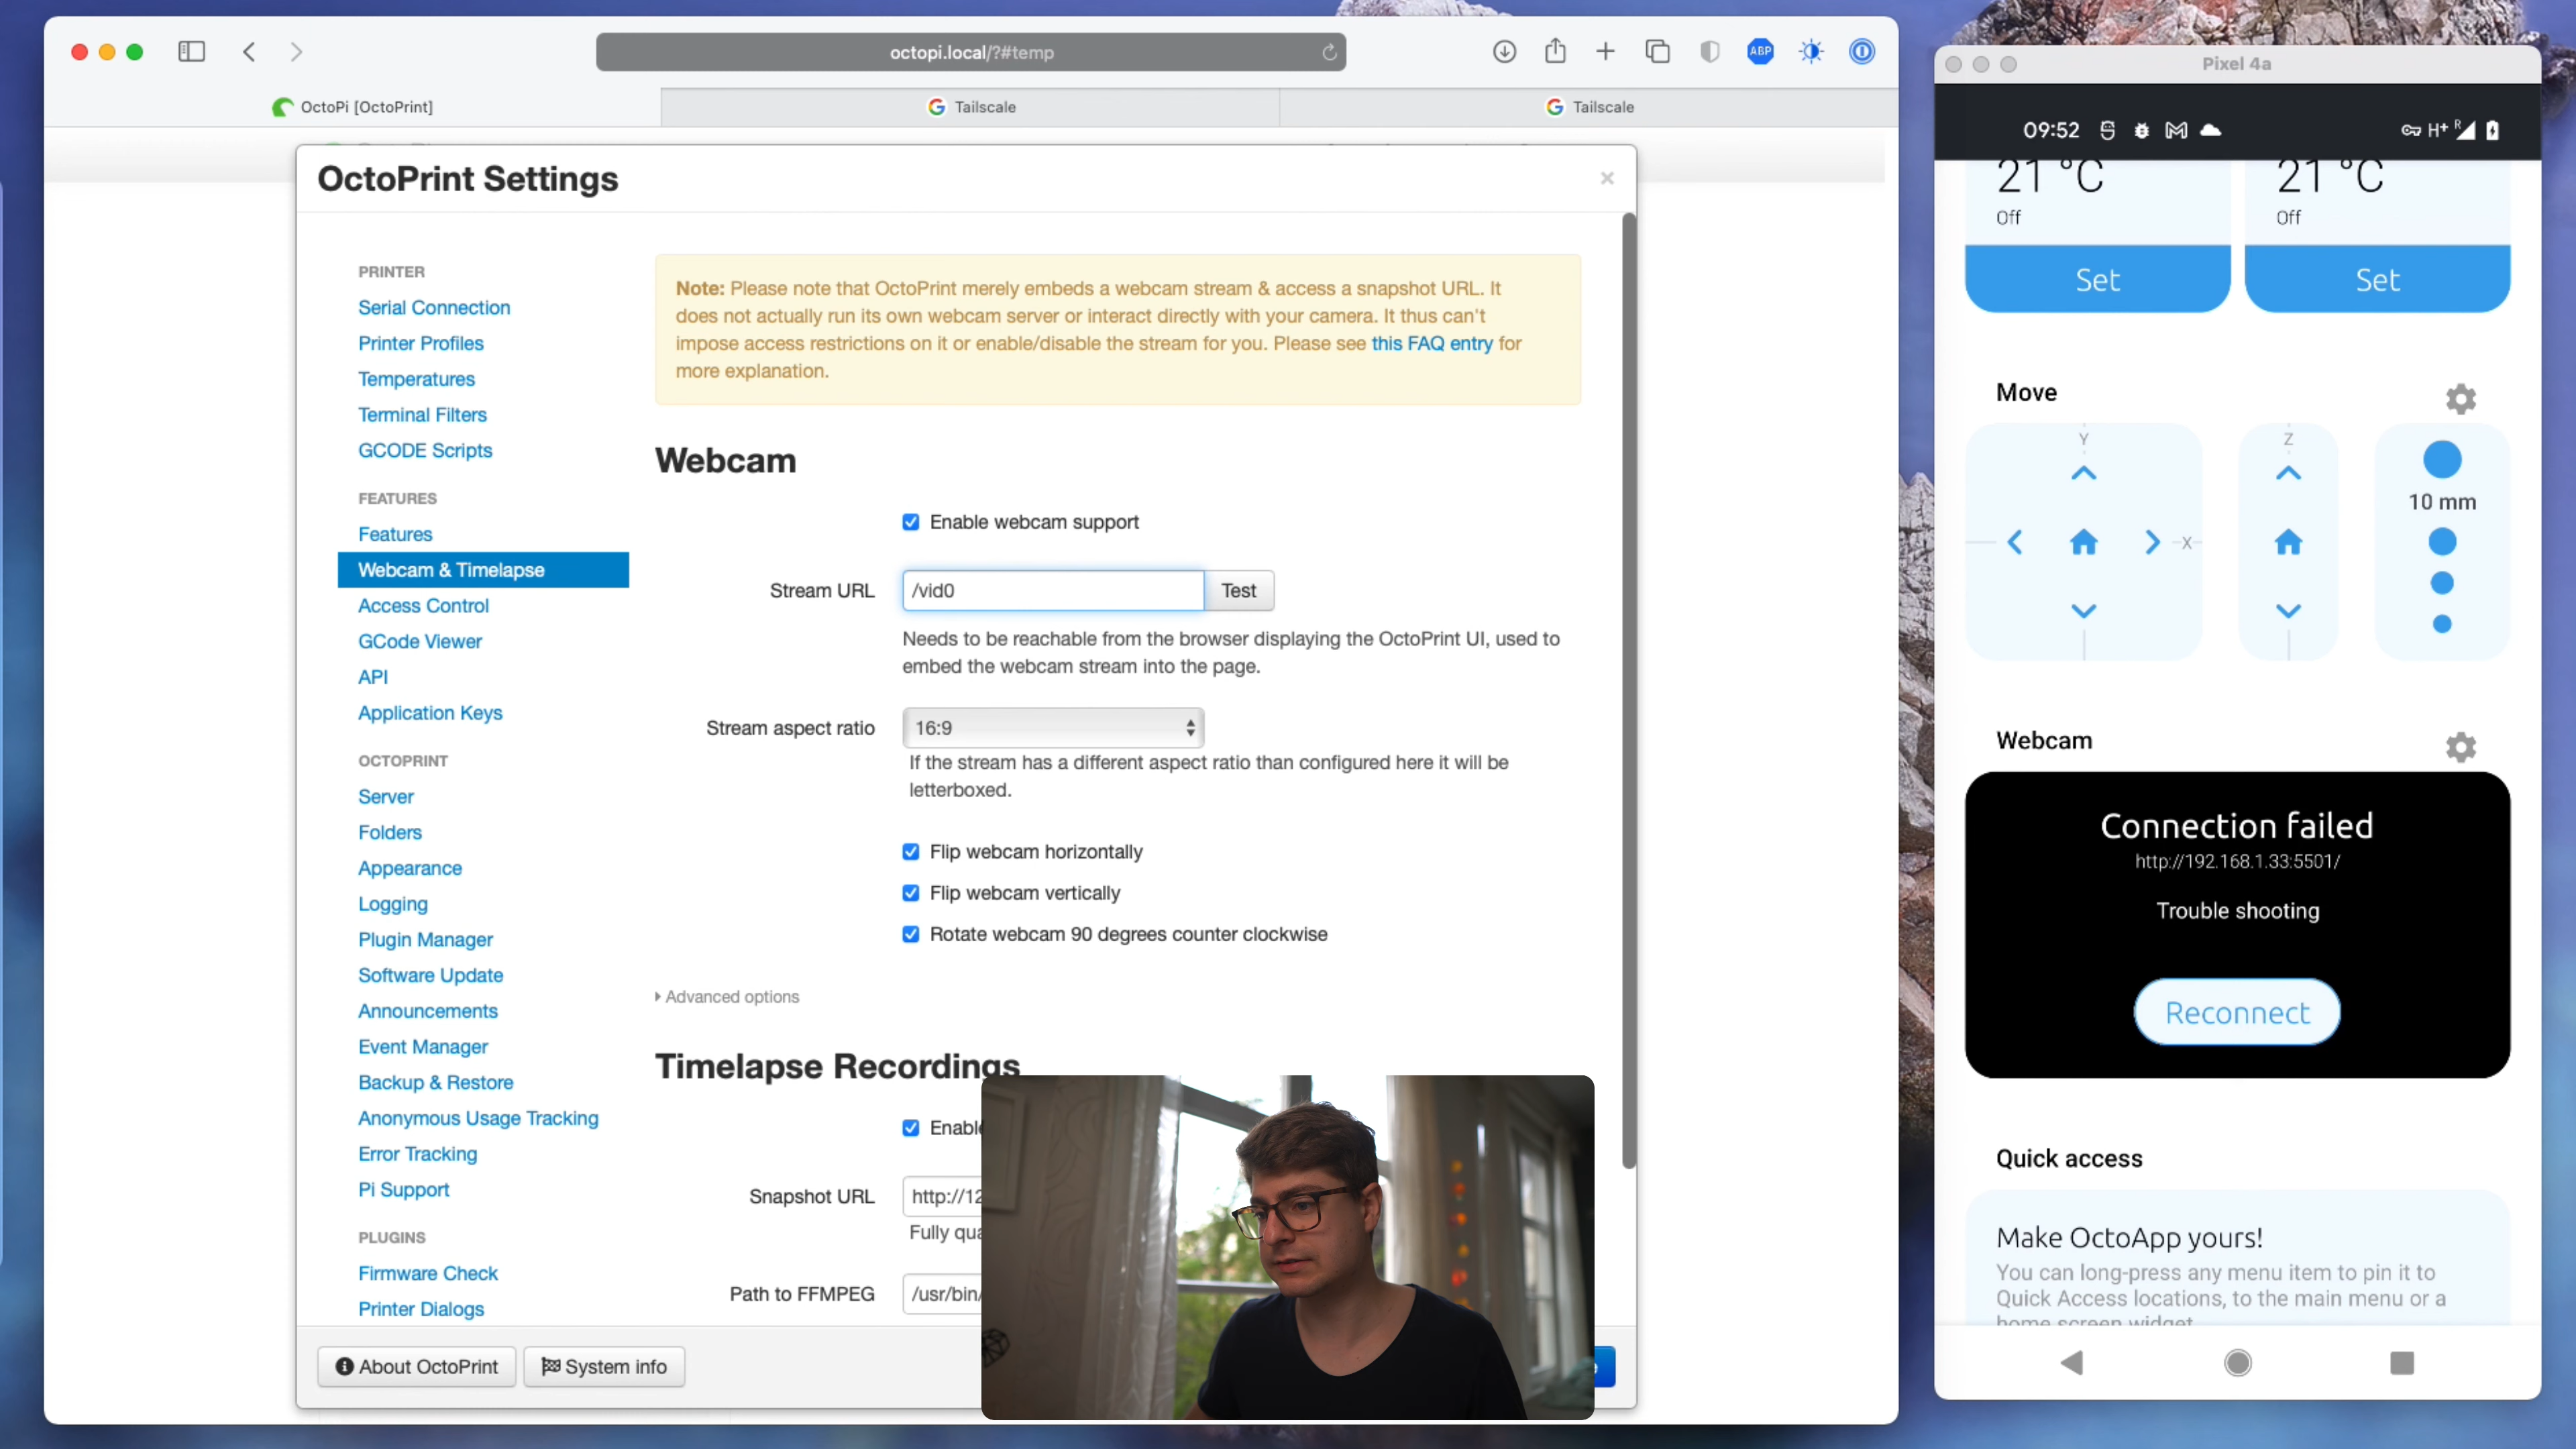 octopi.local/?#temp
ABP
OctoPi [OctoPrint]
Tailscale
Tailscale
OctoPrint Settings
×
PRINTER
Serial Connection
Printer Profiles
Temperatures
Terminal Filters
GCODE Scripts
FEATURES
Features
Webcam & Timelapse
Access Control
GCode Viewer
API
Application Keys
OCTOPRINT
Server
Folders
Appearance
Logging
Plugin Manager
Software Update
Announcements
Event Manager
Backup & Restore
Anonymous Usage Tracking
Error Tracking
Pi Support
PLUGINS
Firmware Check
Printer Dialogs
Note: Please note that OctoPrint merely embeds a webcam stream & access a snapshot URL. It
does not actually run its own webcam server or interact directly with your camera. It thus can't
impose access restrictions on it or enable/disable the stream for you. Please see this FAQ entry for
more explanation.
Webcam
Enable webcam support
Stream URL
/vid0
Test
Needs to be reachable from the browser displaying the OctoPrint UI, used to
embed the webcam stream into the page.
Stream aspect ratio
16:9
If the stream has a different aspect ratio than configured here it will be
letterboxed.
Flip webcam horizontally
Flip webcam vertically
Rotate webcam 90 degrees counter clockwise
Advanced options
Timelapse Recordings
Enable
Snapshot URL
http://12
Fully qua
Path to FFMPEG
/usr/bin/
About OctoPrint
System info
Pixel 4a
09:52
H+ R
21 °C
Off
Set
21 °C
Off
Set
Move
Y
X
Z
10 mm
Webcam
Connection failed
http://192.168.1.33:5501/
Trouble shooting
Reconnect
Quick access
Make OctoApp yours!
You can long-press any menu item to pin it to
Quick Access locations, to the main menu or a
home screen widget